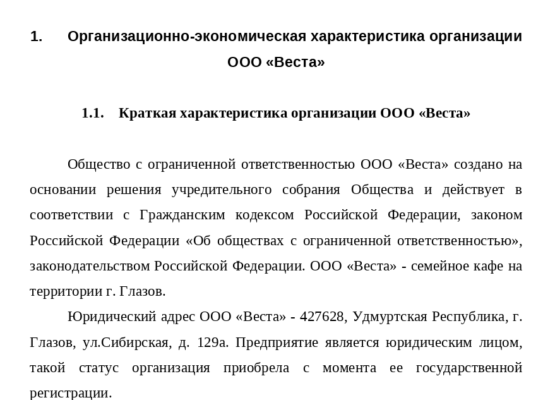 1. Организационно-экономическая характеристика организации
ООО «Веста»
1.1. Краткая характеристика организации ООО «Веста»
Общество с ограниченной ответственностью ООО «Веста» создано на
основании решения учредительного собрания Общества и действует в
соответствии с Гражданским кодексом Российской Федерации, законом
Российской Федерации «Об обществах с ограниченной ответственностью»,
законодательством Российской Федерации. ООО «Веста» - семейное кафе на
территории г. Глазов.
Юридический адрес ООО «Веста» - 427628, Удмуртская Республика, г.
Глазов, ул.Сибирская, д. 129а. Предприятие является юридическим лицом,
такой статус организация приобрела с момента ее государственной
регистрации.